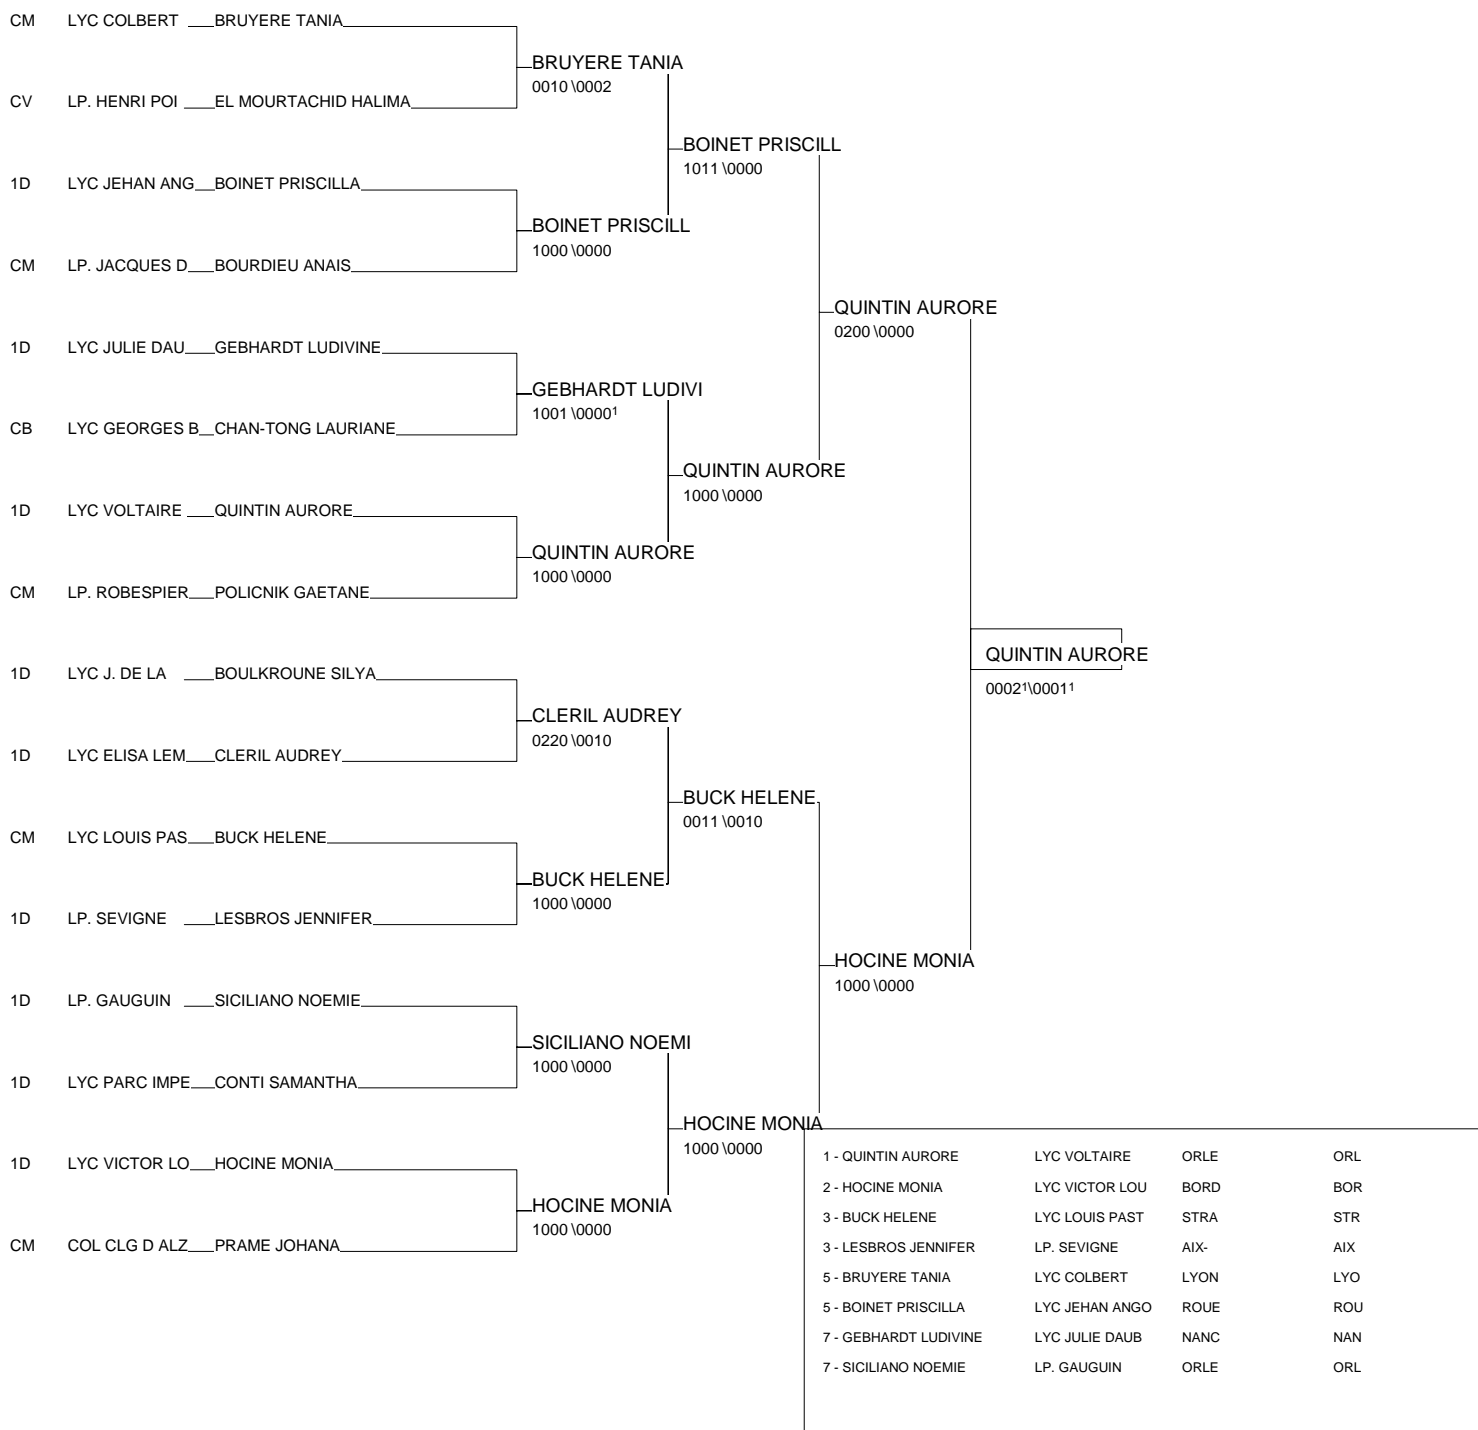 CM LYC COLBERT BRUYERE TANIA
BRUYERE TANIA
0010 \0002
CV LP. HENRI POI EL MOURTACHID HALIMA
BOINET PRISCILL
1011 \0000
1D LYC JEHAN ANG BOINET PRISCILLA
BOINET PRISCILL
1000 \0000
CM LP. JACQUES D BOURDIEU ANAIS
QUINTIN AURORE
0200 \0000
1D LYC JULIE DAU GEBHARDT LUDIVINE
GEBHARDT LUDIVI
1001 \0000¹
CB LYC GEORGES B CHAN-TONG LAURIANE
QUINTIN AURORE
1000 \0000
1D LYC VOLTAIRE QUINTIN AURORE
QUINTIN AURORE
1000 \0000
CM LP. ROBESPIER POLICNIK GAETANE
QUINTIN AURORE
0002¹\0001¹
1D LYC J. DE LA BOULKROUNE SILYA
CLERIL AUDREY
0220 \0010
1D LYC ELISA LEM CLERIL AUDREY
BUCK HELENE
0011 \0010
CM LYC LOUIS PAS BUCK HELENE
BUCK HELENE
1000 \0000
1D LP. SEVIGNE LESBROS JENNIFER
HOCINE MONIA
1000 \0000
1D LP. GAUGUIN SICILIANO NOEMIE
SICILIANO NOEMI
1000 \0000
1D LYC PARC IMPE CONTI SAMANTHA
HOCINE MONIA
1000 \0000
1D LYC VICTOR LO HOCINE MONIA
HOCINE MONIA
1000 \0000
CM COL CLG D ALZ PRAME JOHANA
1 - QUINTIN AURORE LYC VOLTAIRE ORLE ORL
2 - HOCINE MONIA LYC VICTOR LOU BORD BOR
3 - BUCK HELENE LYC LOUIS PAST STRA STR
3 - LESBROS JENNIFER LP. SEVIGNE AIX- AIX
5 - BRUYERE TANIA LYC COLBERT LYON LYO
5 - BOINET PRISCILLA LYC JEHAN ANGO ROUE ROU
7 - GEBHARDT LUDIVINE LYC JULIE DAUB NANC NAN
7 - SICILIANO NOEMIE LP. GAUGUIN ORLE ORL